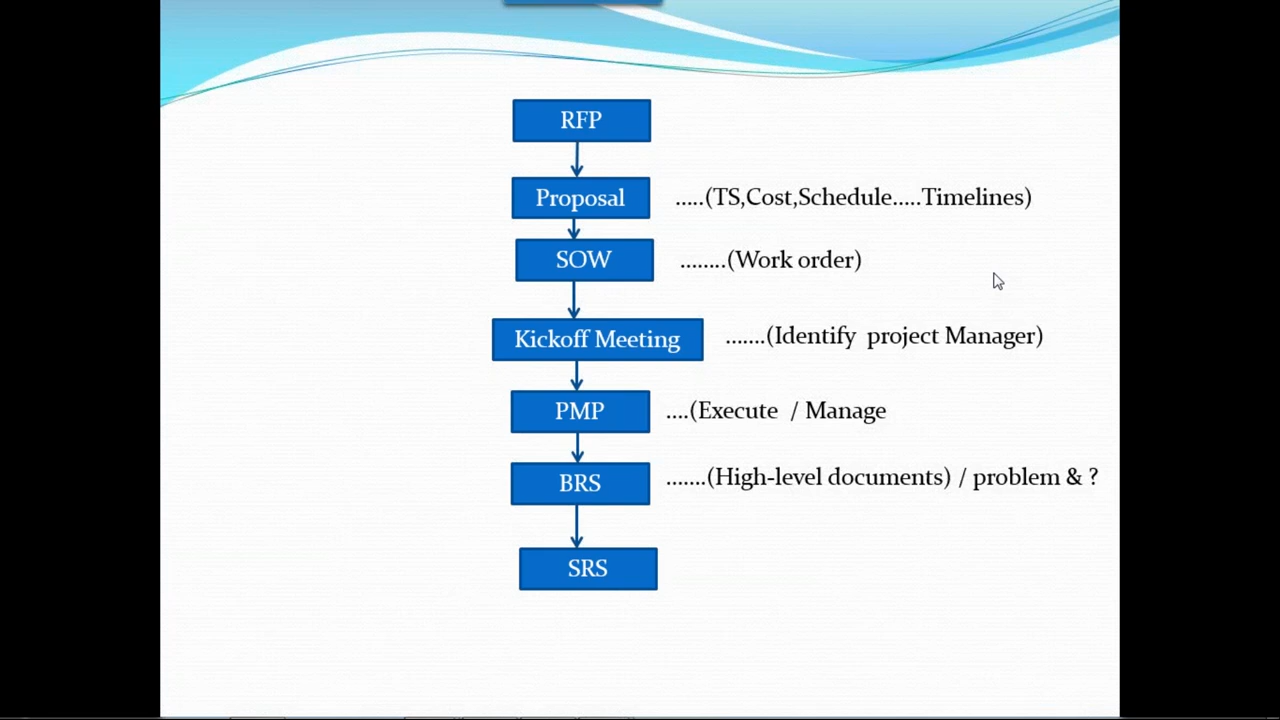 RFP
Proposal .....(TS,Cost,Schedule.....Timelines)
SOW ........(Work order)
Kickoff Meeting .......(Identify  project Manager)
PMP ....(Execute  / Manage
BRS .......(High-level documents) / problem & ?
SRS